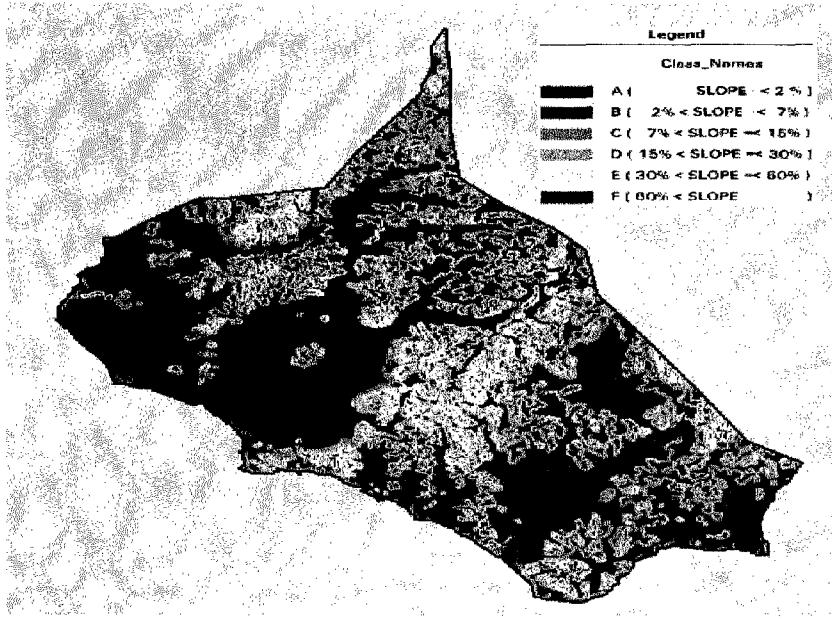 Legend
Class_Names
A ( SLOPE < 2 % )
B ( 2% < SLOPE < 7% )
C ( 7% < SLOPE =< 15% )
D ( 15% < SLOPE =< 30% )
E ( 30% < SLOPE =< 60% )
F ( 60% < SLOPE )